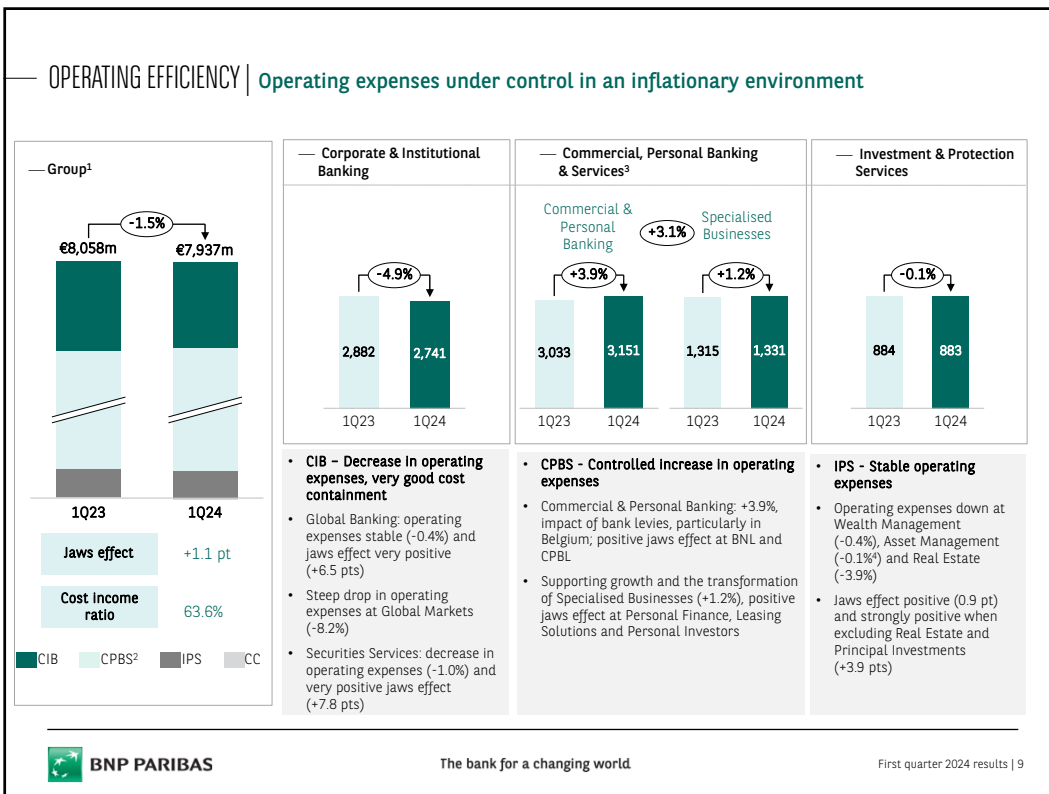 OPERATING EFFICIENCY | Operating expenses under control in an inflationary environment
— Group¹
-1.5%
€8,058m
€7,937m
1Q23
1Q24
Jaws effect
+1.1 pt
Cost income
ratio
63.6%
CIB
CPBS²
IPS
CC
— Corporate & Institutional
Banking
-4.9%
2,882
2,741
1Q23
1Q24
• CIB – Decrease in operating
expenses, very good cost
containment
• Global Banking: operating
expenses stable (-0.4%) and
jaws effect very positive
(+6.5 pts)
• Steep drop in operating
expenses at Global Markets
(-8.2%)
• Securities Services: decrease in
operating expenses (-1.0%) and
very positive jaws effect
(+7.8 pts)
— Commercial, Personal Banking
& Services³
Commercial &
Personal
Banking
+3.1%
Specialised
Businesses
+3.9%
+1.2%
3,033
3,151
1,315
1,331
1Q23
1Q24
1Q23
1Q24
• CPBS - Controlled increase in operating
expenses
• Commercial & Personal Banking: +3.9%,
impact of bank levies, particularly in
Belgium; positive jaws effect at BNL and
CPBL
• Supporting growth and the transformation
of Specialised Businesses (+1.2%), positive
jaws effect at Personal Finance, Leasing
Solutions and Personal Investors
— Investment & Protection
Services
-0.1%
884
883
1Q23
1Q24
• IPS - Stable operating
expenses
• Operating expenses down at
Wealth Management
(-0.4%), Asset Management
(-0.1%⁴) and Real Estate
(-3.9%)
• Jaws effect positive (0.9 pt)
and strongly positive when
excluding Real Estate and
Principal Investments
(+3.9 pts)
BNP PARIBAS
The bank for a changing world
First quarter 2024 results | 9